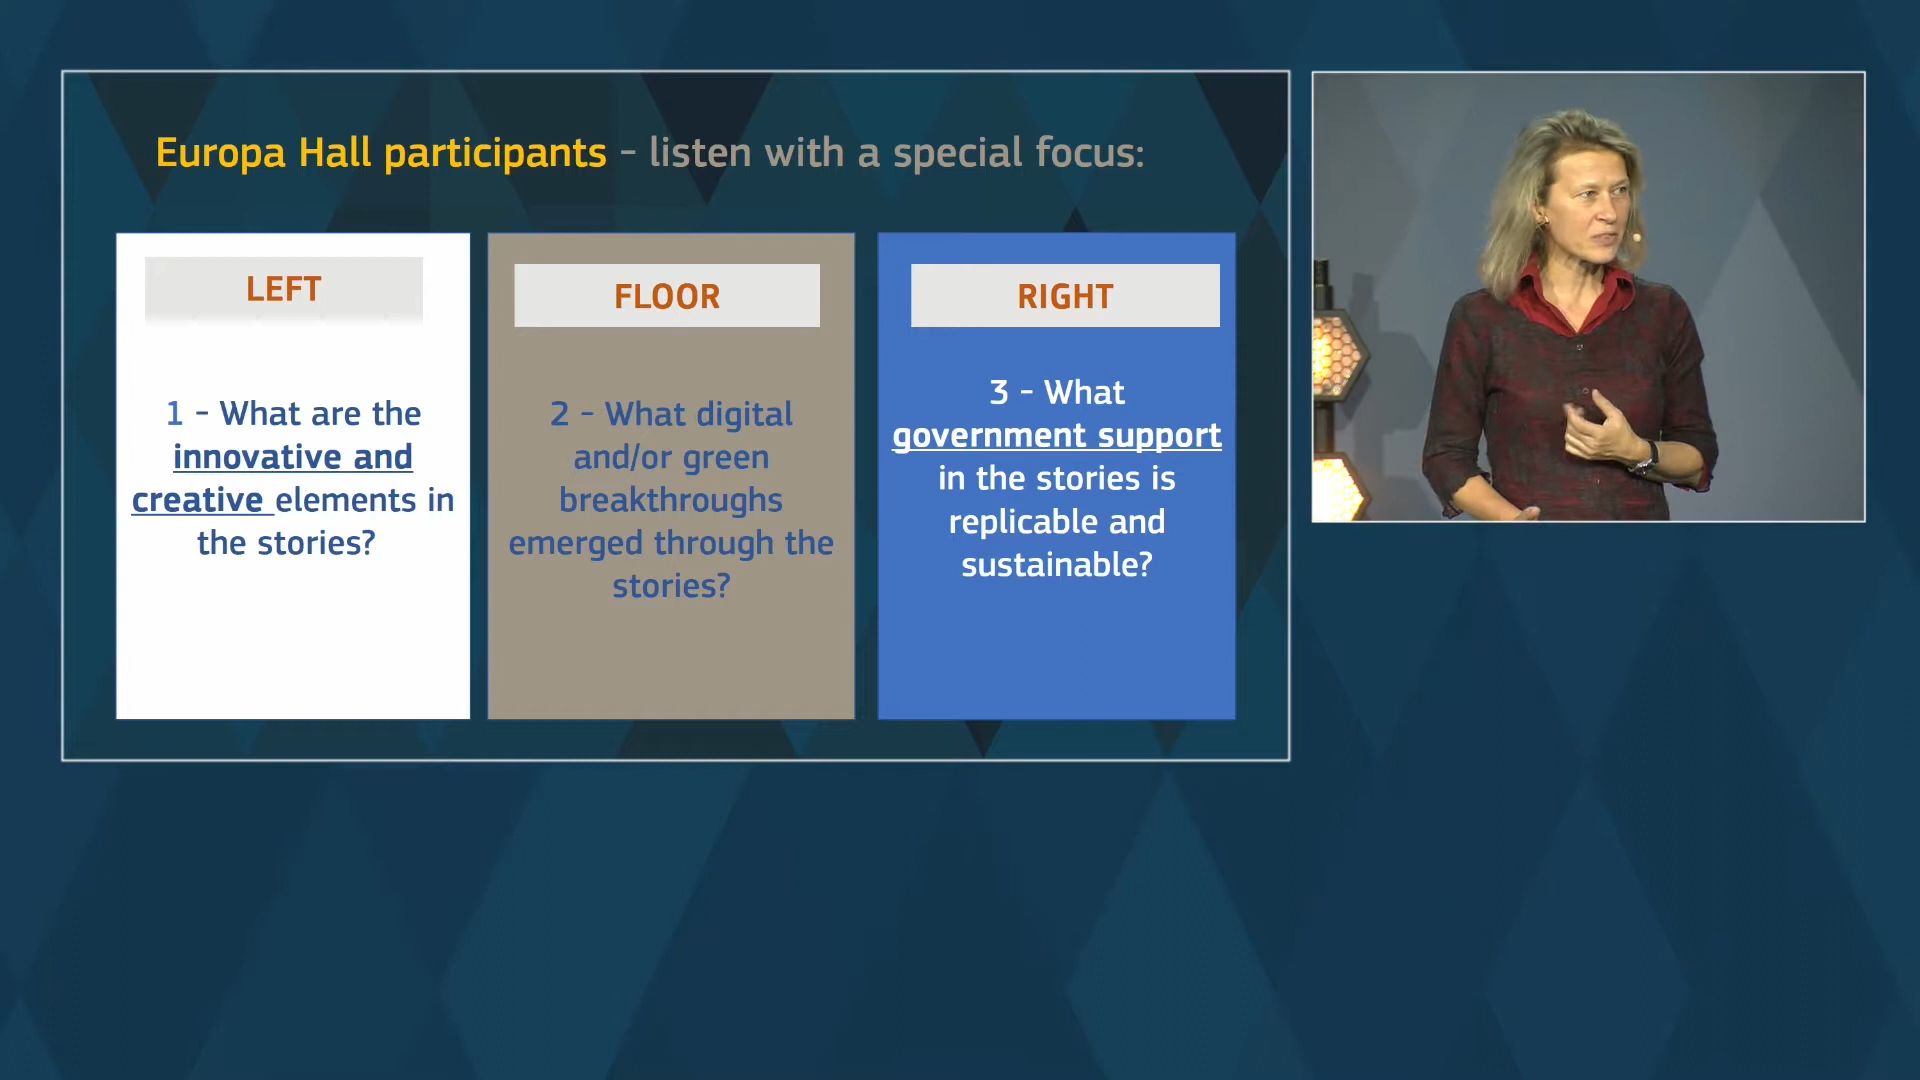 Europa Hall participants - listen with a special focus:
LEFT
1 - What are the
innovative and
creative elements in
the stories?
FLOOR
2 - What digital
and/or green
breakthroughs
emerged through the
stories?
RIGHT
3 - What
government support
in the stories is
replicable and
sustainable?